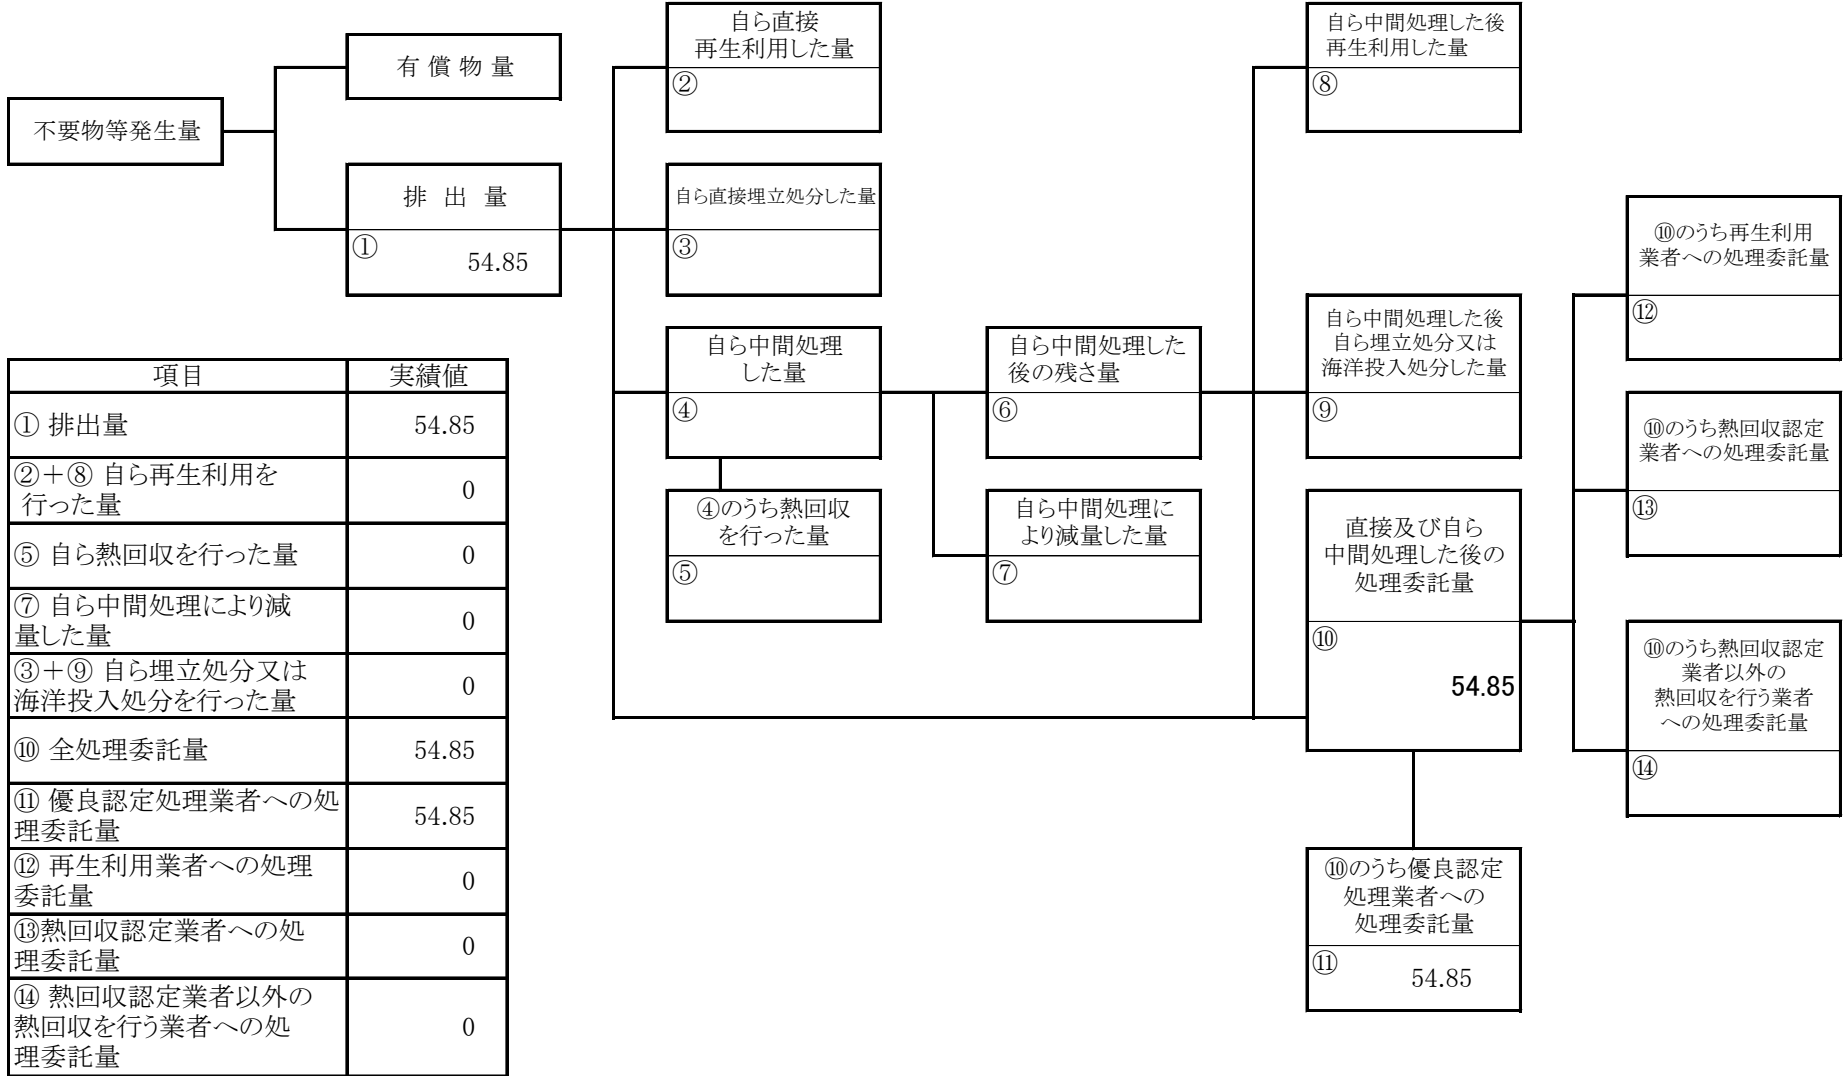 不要物等発生量
有 償 物 量
排 出 量
①
54.85
自ら直接
再生利用した量
②
自ら直接埋立処分した量
③
自ら中間処理
した量
④
④のうち熱回収
を行った量
⑤
自ら中間処理した
後の残さ量
⑥
自ら中間処理に
より減量した量
⑦
自ら中間処理した後
再生利用した量
⑧
自ら中間処理した後
自ら埋立処分又は
海洋投入処分した量
⑨
直接及び自ら
中間処理した後の
処理委託量
⑩
54.85
⑩のうち優良認定
処理業者への
処理委託量
⑪
54.85
⑩のうち再生利用
業者への処理委託量
⑫
⑩のうち熱回収認定
業者への処理委託量
⑬
⑩のうち熱回収認定
業者以外の
熱回収を行う業者
への処理委託量
⑭
項目 実績値
① 排出量 54.85
②+⑧ 自ら再生利用を
行った量
0
⑤ 自ら熱回収を行った量 0
⑦ 自ら中間処理により減
量した量
0
③+⑨ 自ら埋立処分又は
海洋投入処分を行った量
0
⑩ 全処理委託量 54.85
⑪ 優良認定処理業者への処
理委託量
54.85
⑫ 再生利用業者への処理
委託量
0
⑬熱回収認定業者への処
理委託量
0
⑭ 熱回収認定業者以外の
熱回収を行う業者への処
理委託量
0